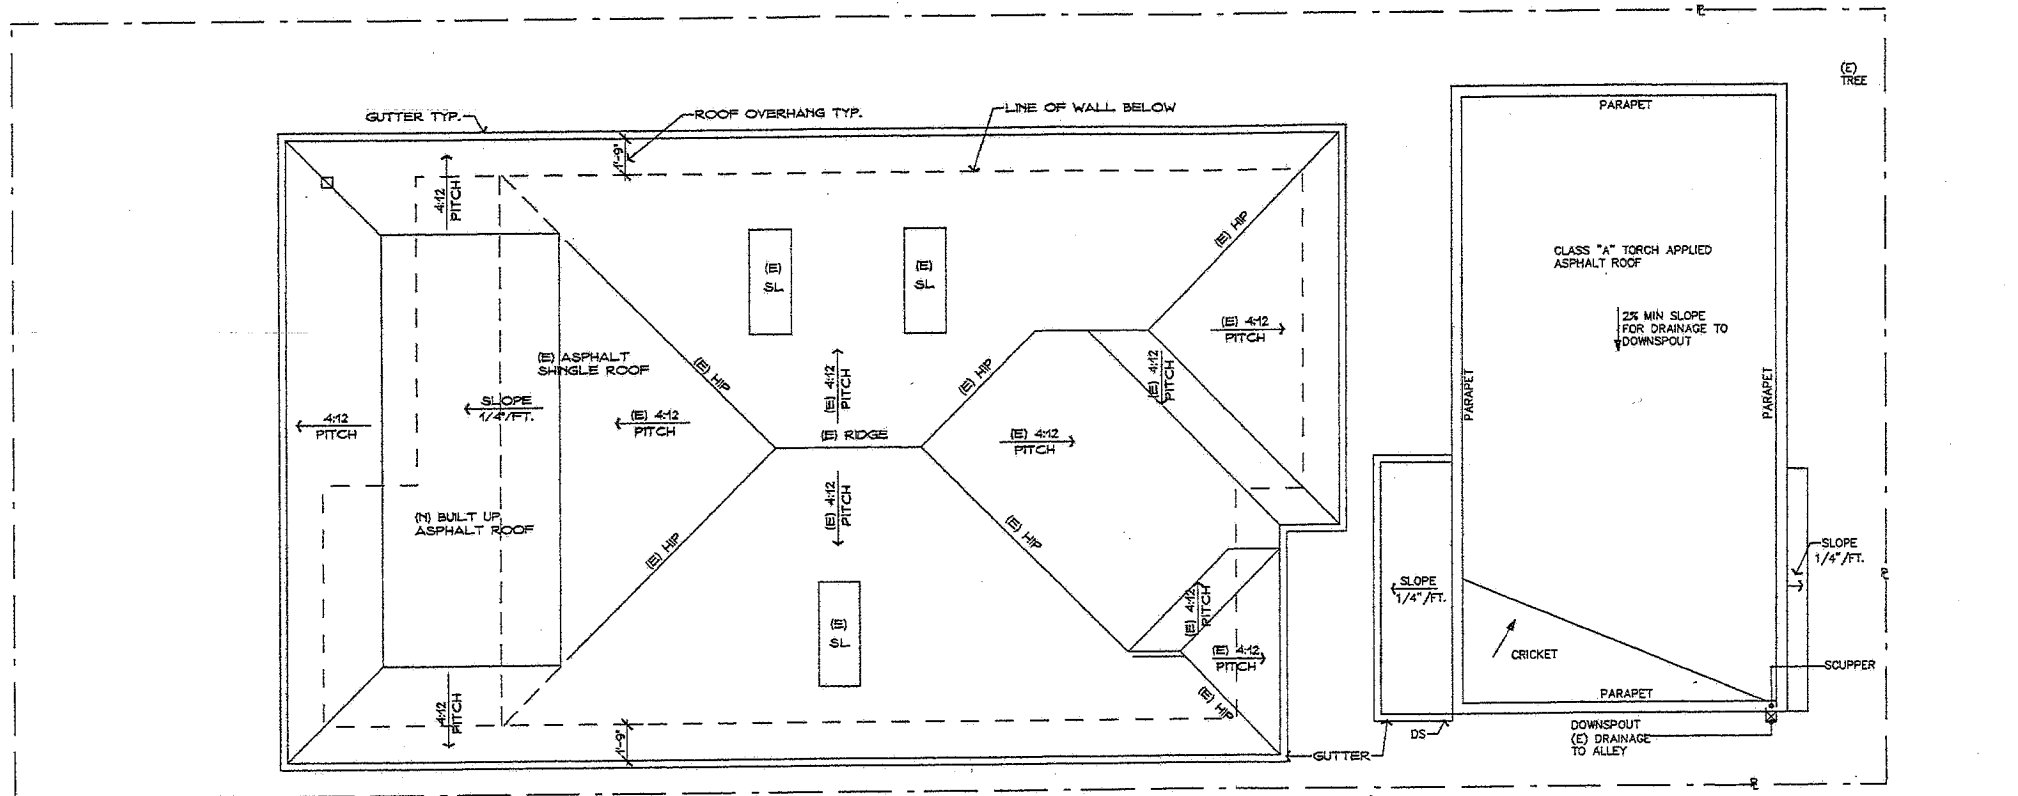 (E)
TREE
GUTTER TYP.
ROOF OVERHANG TYP.
LINE OF WALL BELOW
PARAPET
1'-9"
4:12
PITCH
(E) HIP
(E)
SL
(E)
SL
CLASS "A" TORCH APPLIED
ASPHALT ROOF
2% MIN SLOPE
FOR DRAINAGE TO
DOWNSPOUT
(E) 4:12
PITCH
(E) ASPHALT
SHINGLE ROOF
(E) HIP
(E) HIP
(E) 4:12
PITCH
(E) 4:12
PITCH
PARAPET
PARAPET
SLOPE
1/4"/FT.
4:12
PITCH
(E) 4:12
PITCH
(E) RIDGE
(E) 4:12
PITCH
(E) 4:12
PITCH
(N) BUILT UP
ASPHALT ROOF
(E) HIP
(E) HIP
SLOPE
1/4"/FT.
SLOPE
1/4"/FT.
(E)
SL
(E) 4:12
PITCH
(E) 4:12
PITCH
CRICKET
SCUPPER
4:12
PITCH
(E) HIP
PARAPET
1'-9"
DS
DOWNSPOUT
(E) DRAINAGE
TO ALLEY
GUTTER